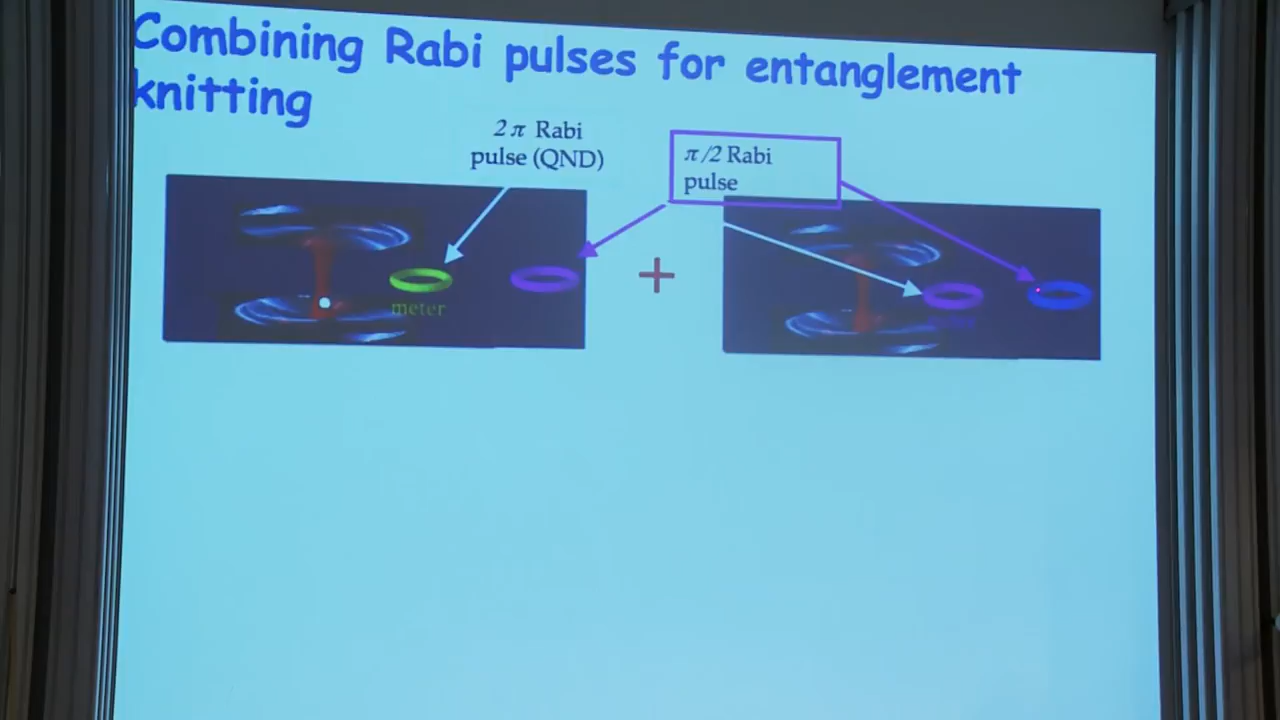 Combining Rabi pulses for entanglement
knitting
2π Rabi
pulse (QND)
π/2 Rabi
pulse
+
meter